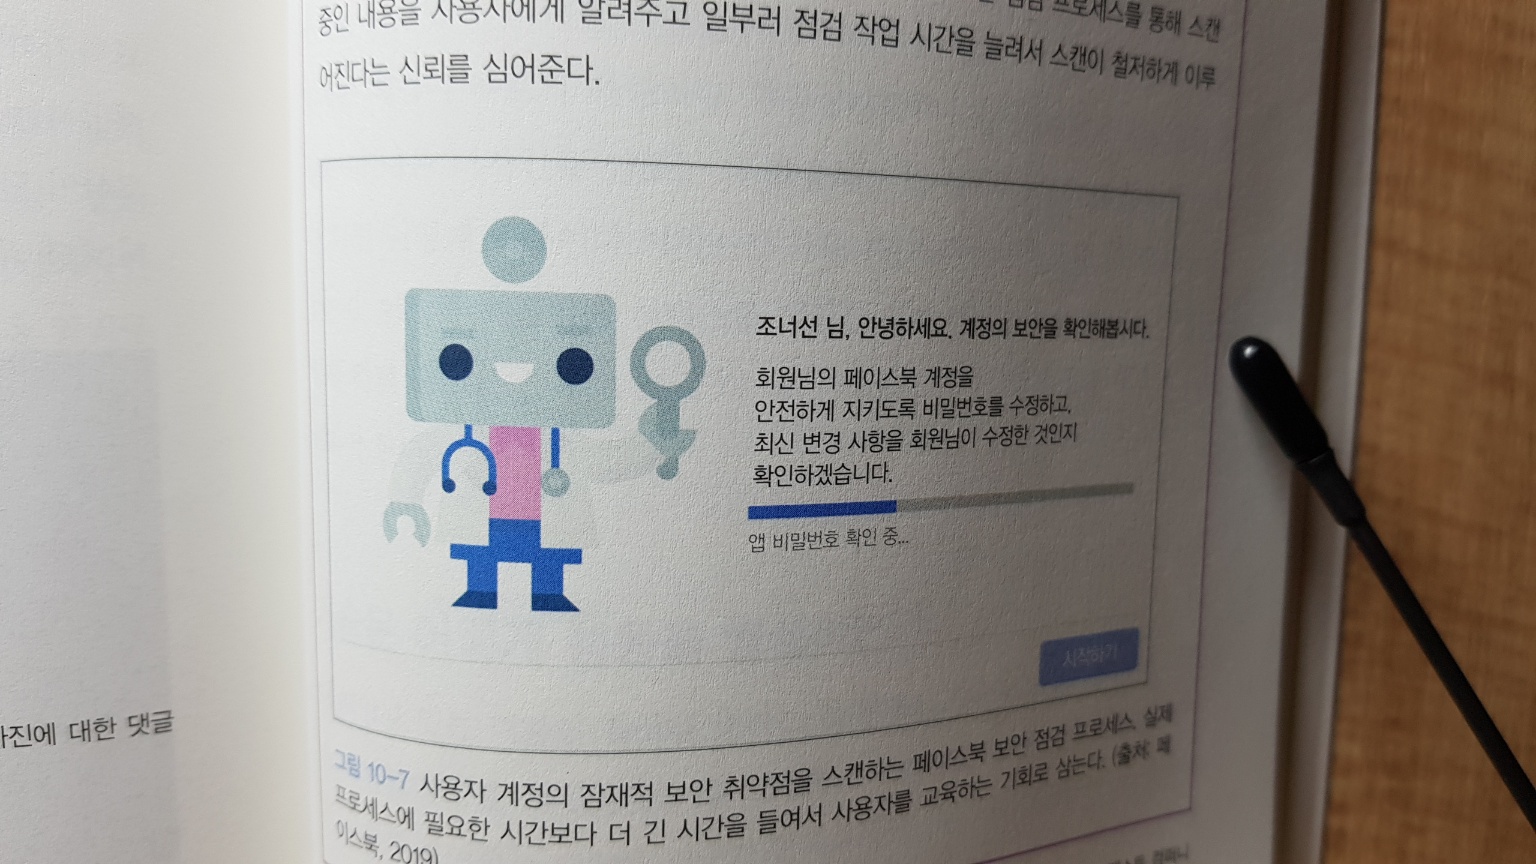 점검 프로세스를 통해 스캔
중인 내용을 사용자에게 알려주고 일부러 점검 작업 시간을 늘려서 스캔이 철저하게 이루
어진다는 신뢰를 심어준다.
조너선 님, 안녕하세요. 계정의 보안을 확인해봅시다.
회원님의 페이스북 계정을
안전하게 지키도록 비밀번호를 수정하고,
최신 변경 사항을 회원님이 수정한 것인지
확인하겠습니다.
앱 비밀번호 확인 중...
시작하기
그림 10-7 사용자 계정의 잠재적 보안 취약점을 스캔하는 페이스북 보안 점검 프로세스. 실제
프로세스에 필요한 시간보다 더 긴 시간을 들여서 사용자를 교육하는 기회로 삼는다. (출처: 페
이스북, 2019)
사진에 대한 댓글